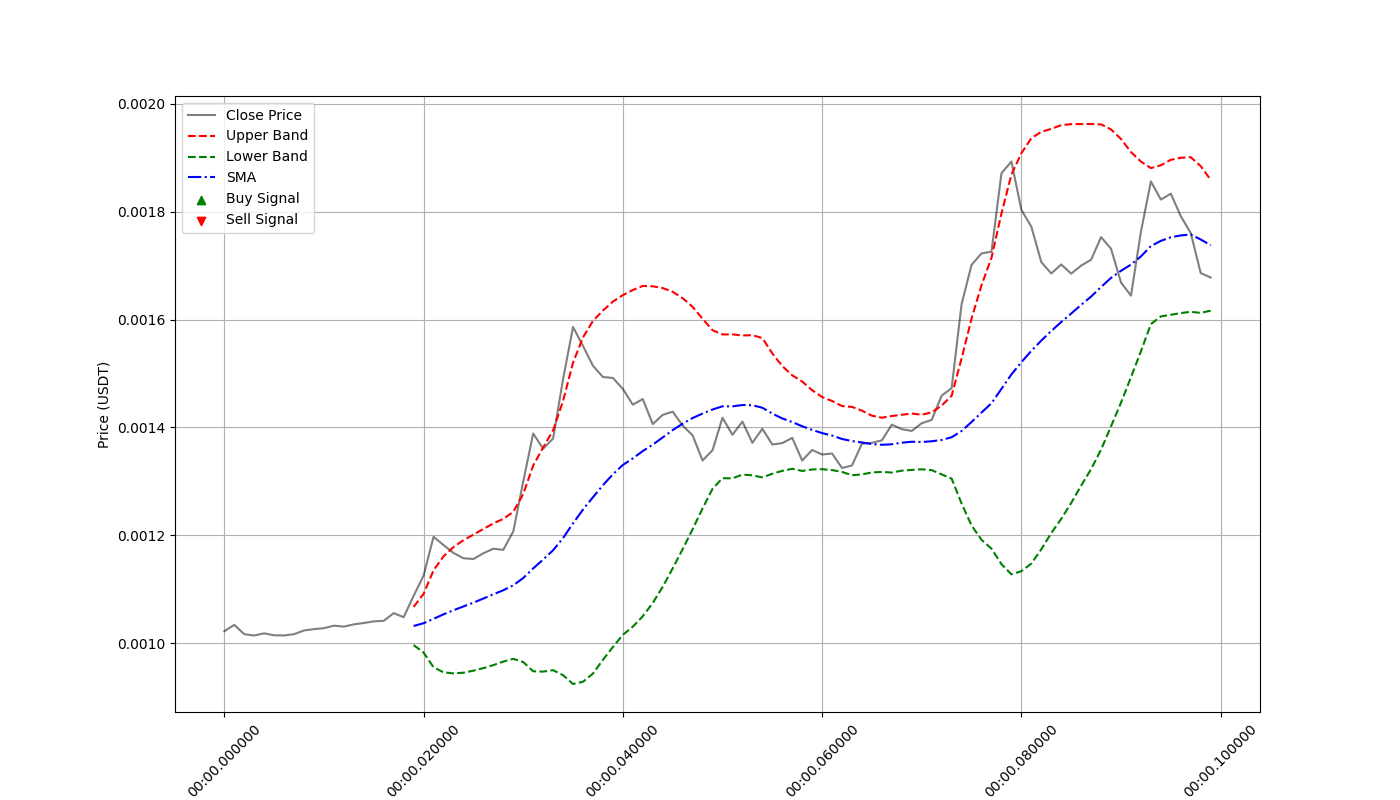 0.0020
0.0018
0.0016
0.0014
0.0012
0.0010
Price (USDT)
Close Price
Upper Band
Lower Band
SMA
Buy Signal
Sell Signal
00:00.000000
00:00.020000
00:00.040000
00:00.060000
00:00.080000
00:00.100000